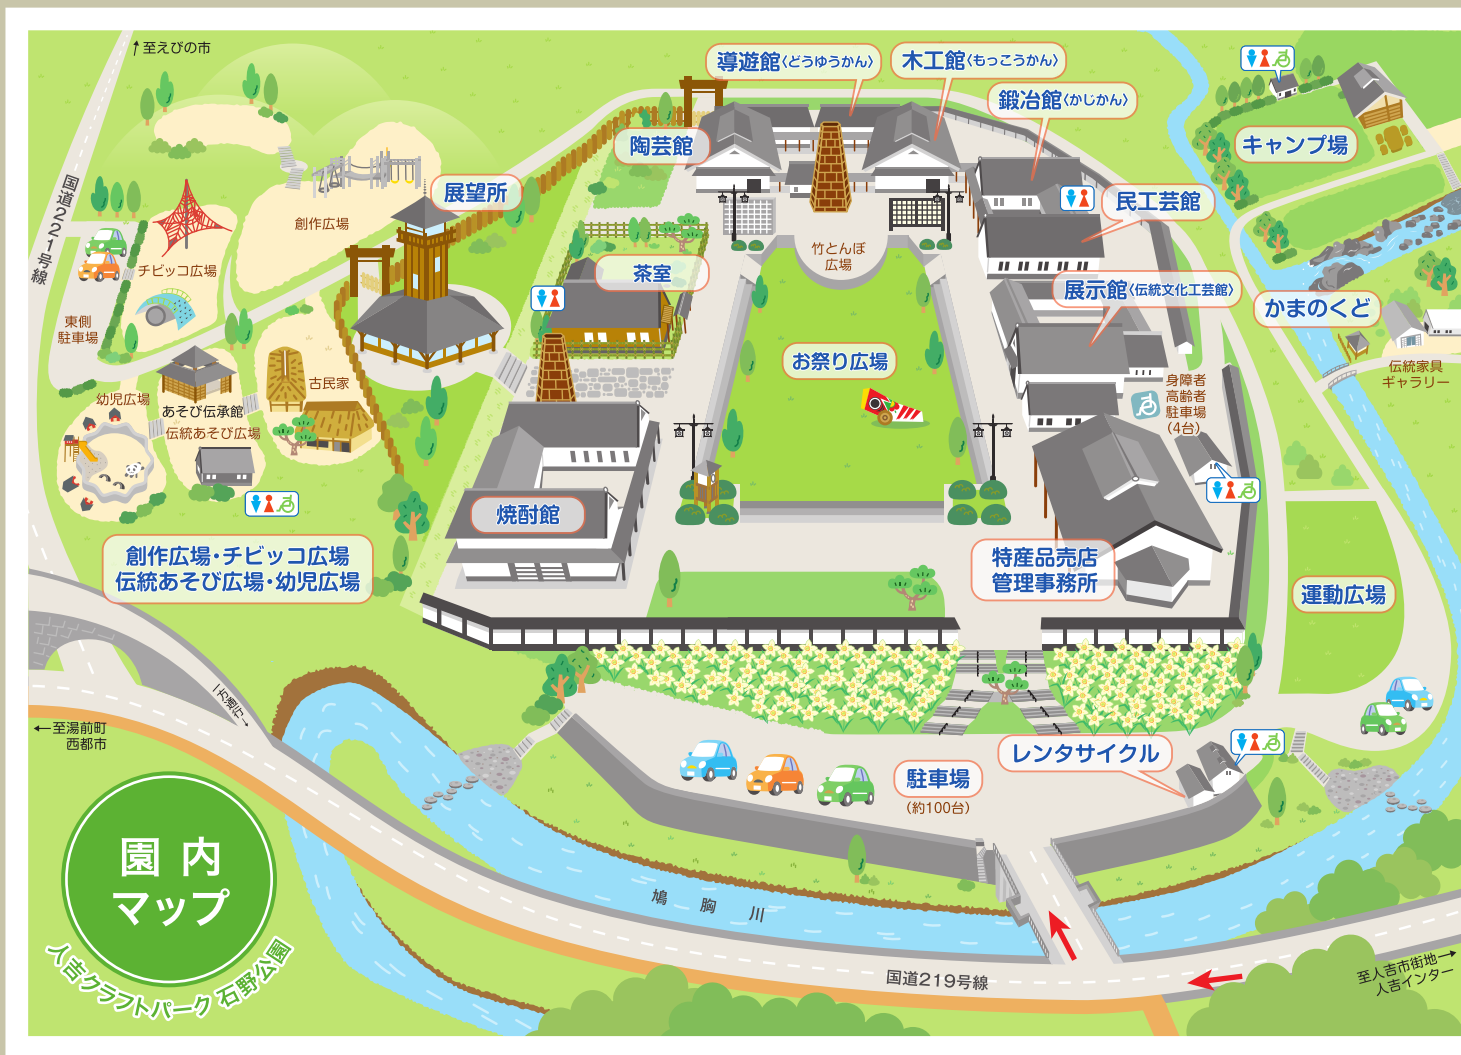 ↑至えびの市
導遊館〈どうゆうかん〉
木工館〈もっこうかん〉
鍛冶館〈かじかん〉
陶芸館
キャンプ場
国道221号線
展望所
創作広場
民工芸館
竹とんぼ
広場
チビッコ広場
茶室
展示館〈伝統文化工芸館〉
かまのくど
東側
駐車場
お祭り広場
伝統家具
ギャラリー
古民家
幼児広場
あそび伝承館
伝統あそび広場
身障者
高齢者
駐車場
(4台)
焼酎館
創作広場・チビッコ広場
伝統あそび広場・幼児広場
特産品売店
管理事務所
運動広場
一方通行→
←至湯前町
西都市
レンタサイクル
駐車場
(約100台)
園内
マップ
人吉クラフトパーク 石野公園
鳩胸川
国道219号線
至人吉市街地→
人吉インター